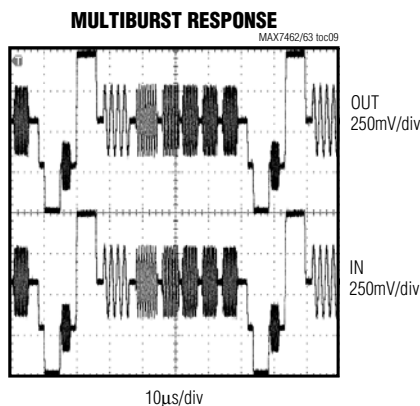 MULTIBURST RESPONSE
MAX7462/63 toc09
T
OUT
250mV/div
IN
250mV/div
10µs/div